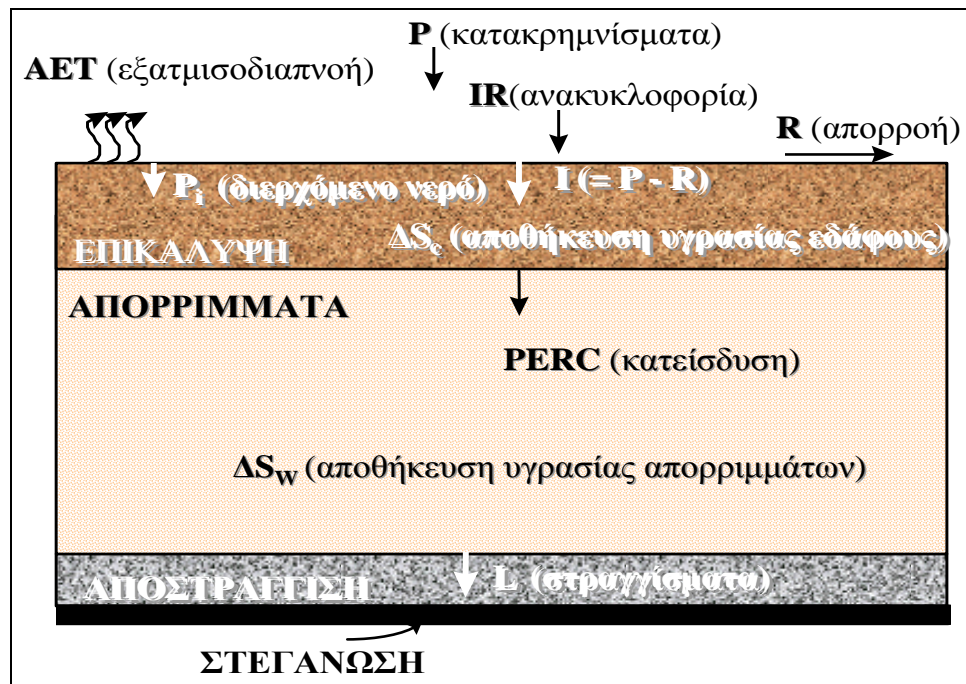 P (κατακρημνίσματα)
AET (εξατμισοδιαπνοή)
IR(ανακυκλοφορία)
R (απορροή)
Pi (διερχόμενο νερό)
I (= P - R)
ΔSc (αποθήκευση υγρασίας εδάφους)
ΕΠΙΚΑΛΥΨΗ
ΑΠΟΡΡΙΜΜΑΤΑ
PERC (κατείσδυση)
ΔSW (αποθήκευση υγρασίας απορριμμάτων)
ΑΠΟΣΤΡΑΓΓΙΣΗ
L (στραγγίσματα)
ΣΤΕΓΑΝΩΣΗ